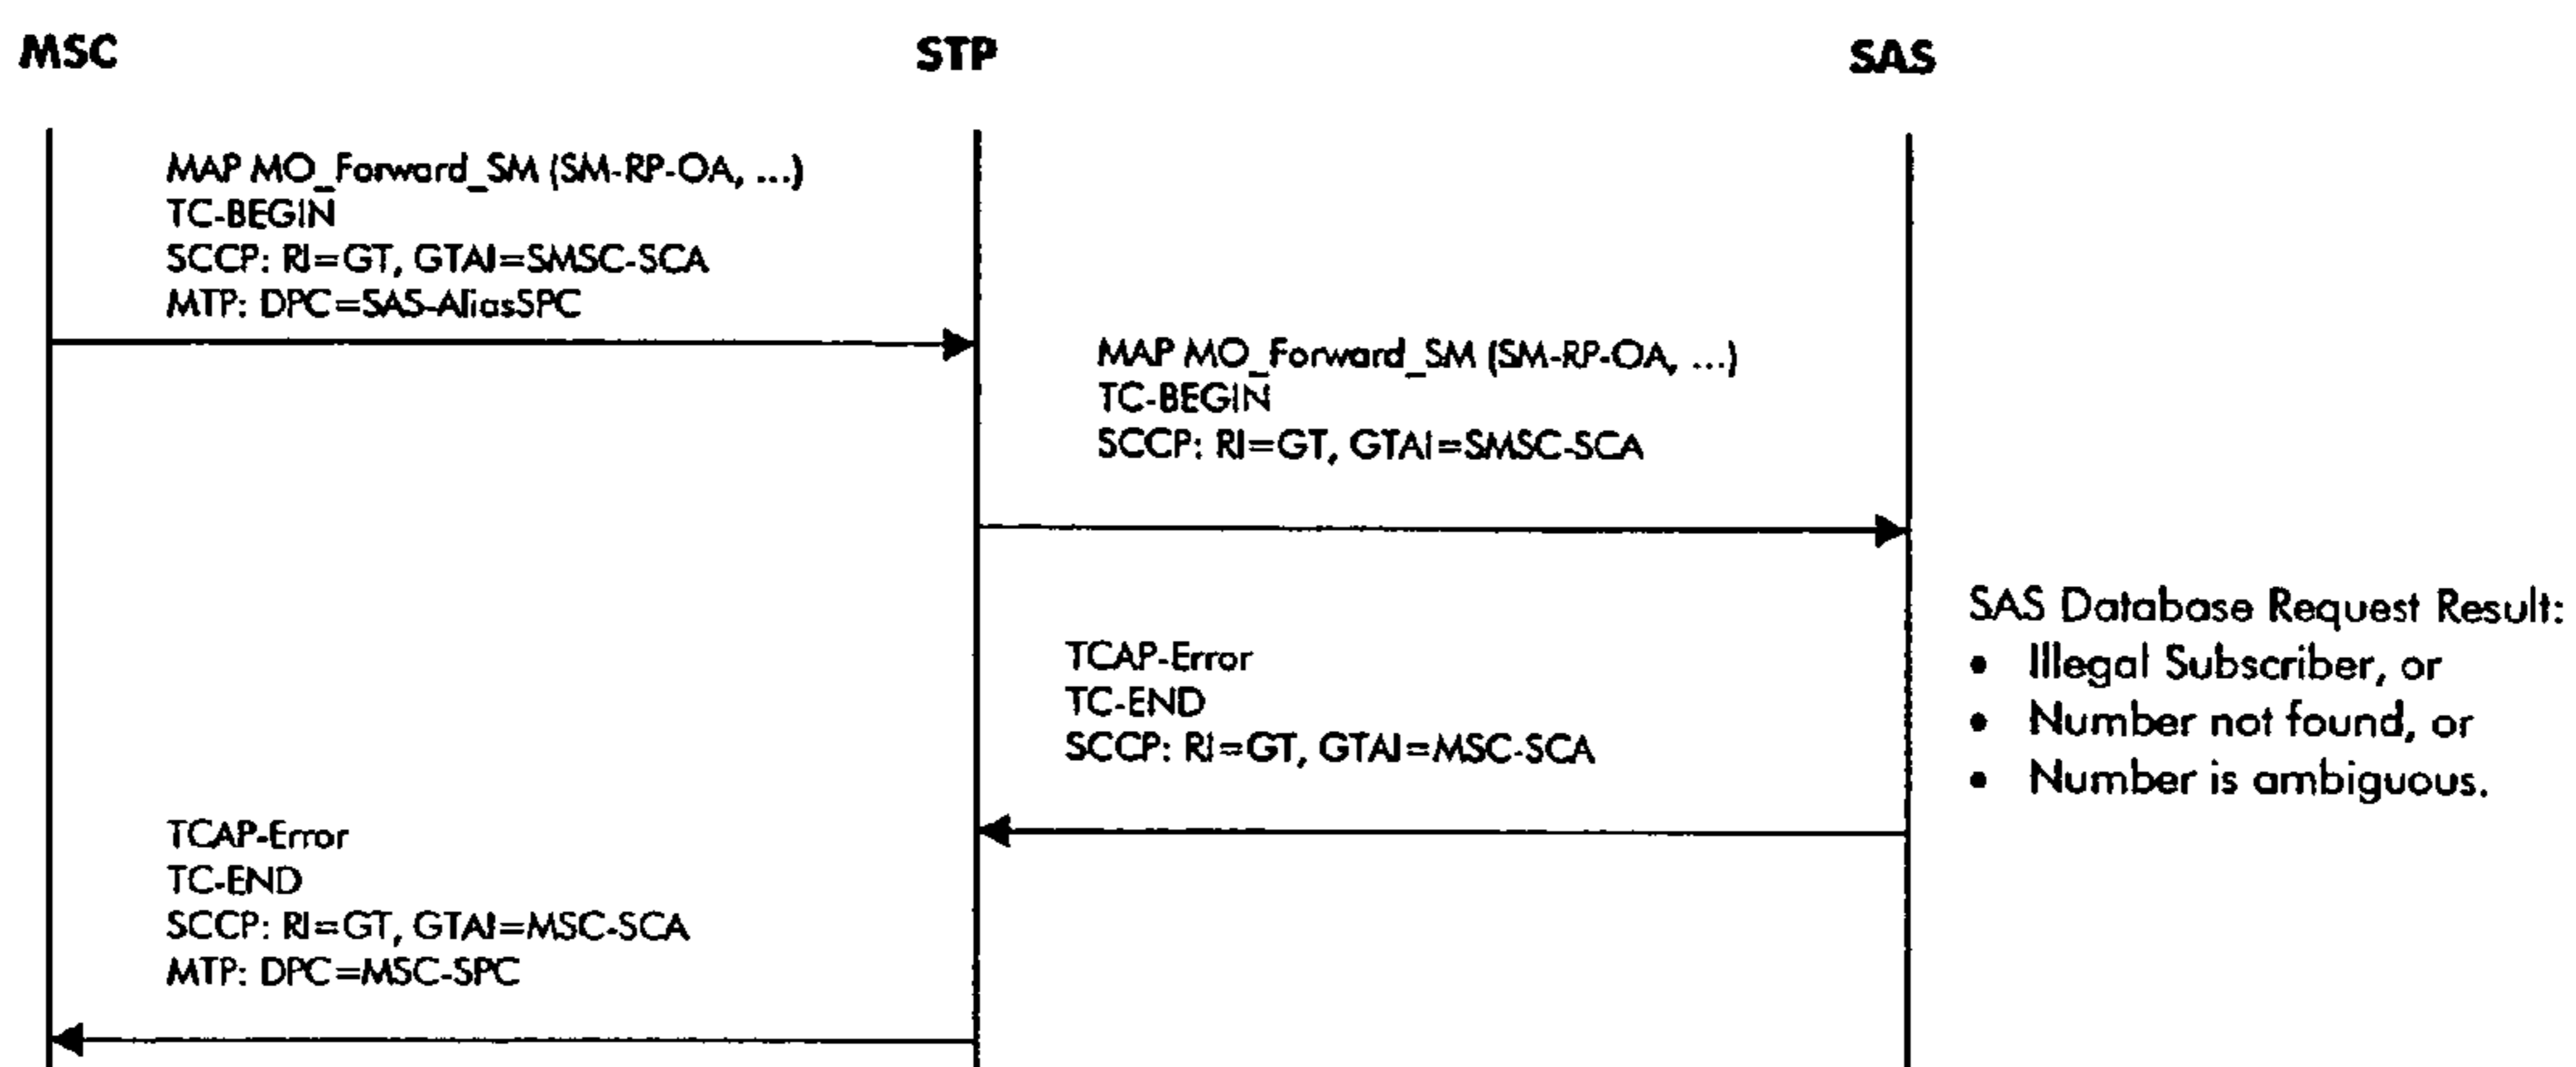 MSC
STP
SAS
MAP MO_Forward_SM (SM-RP-OA, ...)
TC-BEGIN
SCCP: RI=GT, GTAI=SMSC-SCA
MTP: DPC=SAS-AliasSPC
MAP MO_Forward_SM (SM-RP-OA, ...)
TC-BEGIN
SCCP: RI=GT, GTAI=SMSC-SCA
SAS Database Request Result:
• Illegal Subscriber, or
• Number not found, or
• Number is ambiguous.
TCAP-Error
TC-END
SCCP: RI=GT, GTAI=MSC-SCA
TCAP-Error
TC-END
SCCP: RI=GT, GTAI=MSC-SCA
MTP: DPC=MSC-SPC